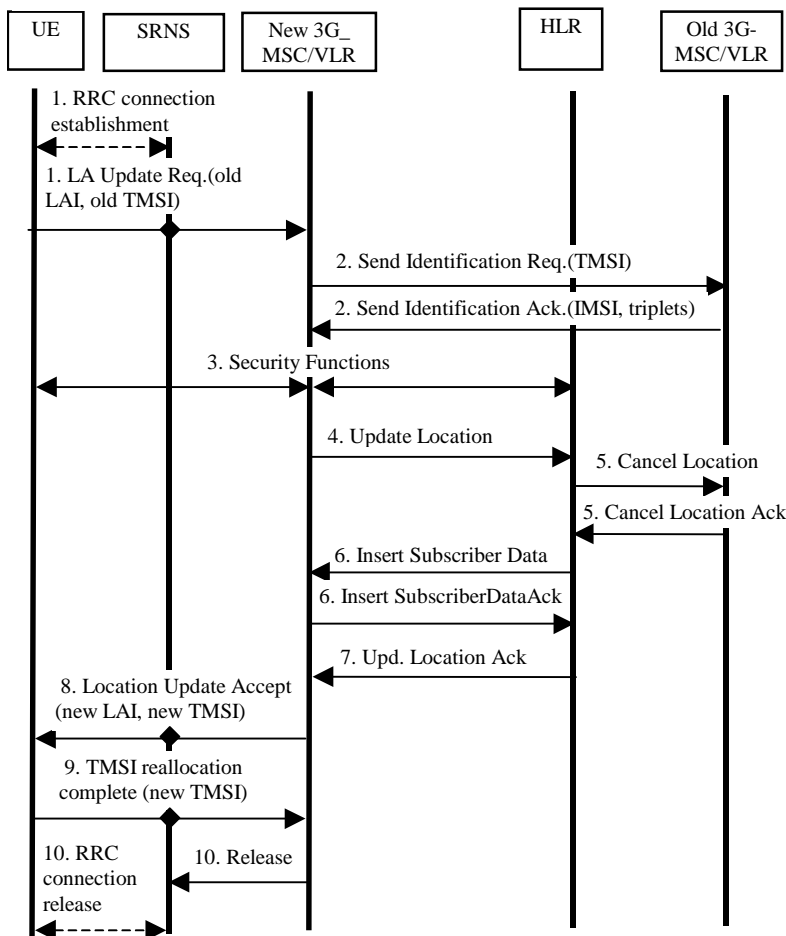 UE
SRNS
New 3G_
MSC/VLR
HLR
Old 3G-
MSC/VLR
1. RRC connection
establishment
1. LA Update Req.(old
LAI, old TMSI)
2. Send Identification Req.(TMSI)
2. Send Identification Ack.(IMSI, triplets)
3. Security Functions
4. Update Location
5. Cancel Location
5. Cancel Location Ack
6. Insert Subscriber Data
6. Insert SubscriberDataAck
7. Upd. Location Ack
8. Location Update Accept
(new LAI, new TMSI)
9. TMSI reallocation
complete (new TMSI)
10. RRC
connection
release
10. Release